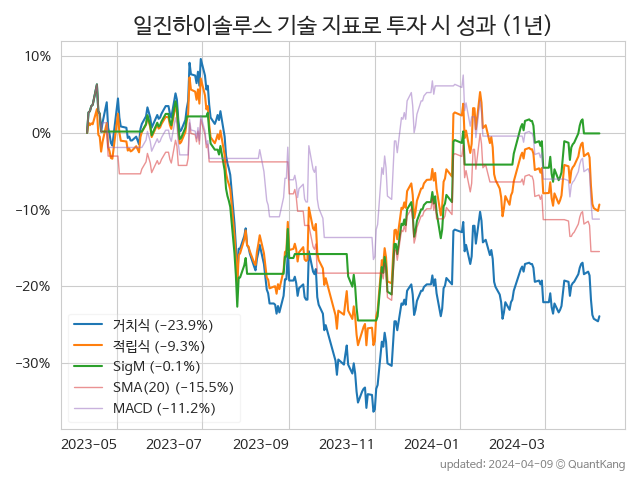 일진하이솔루스 기술 지표로 투자 시 성과 (1년)
10%
0%
−10%
−20%
−30%
거치식 (−23.9%)
적립식 (−9.3%)
SigM (−0.1%)
SMA(20) (−15.5%)
MACD (−11.2%)
2023-05 2023-07 2023-09 2023-11 2024-01 2024-03
updated: 2024-04-09 © QuantKang